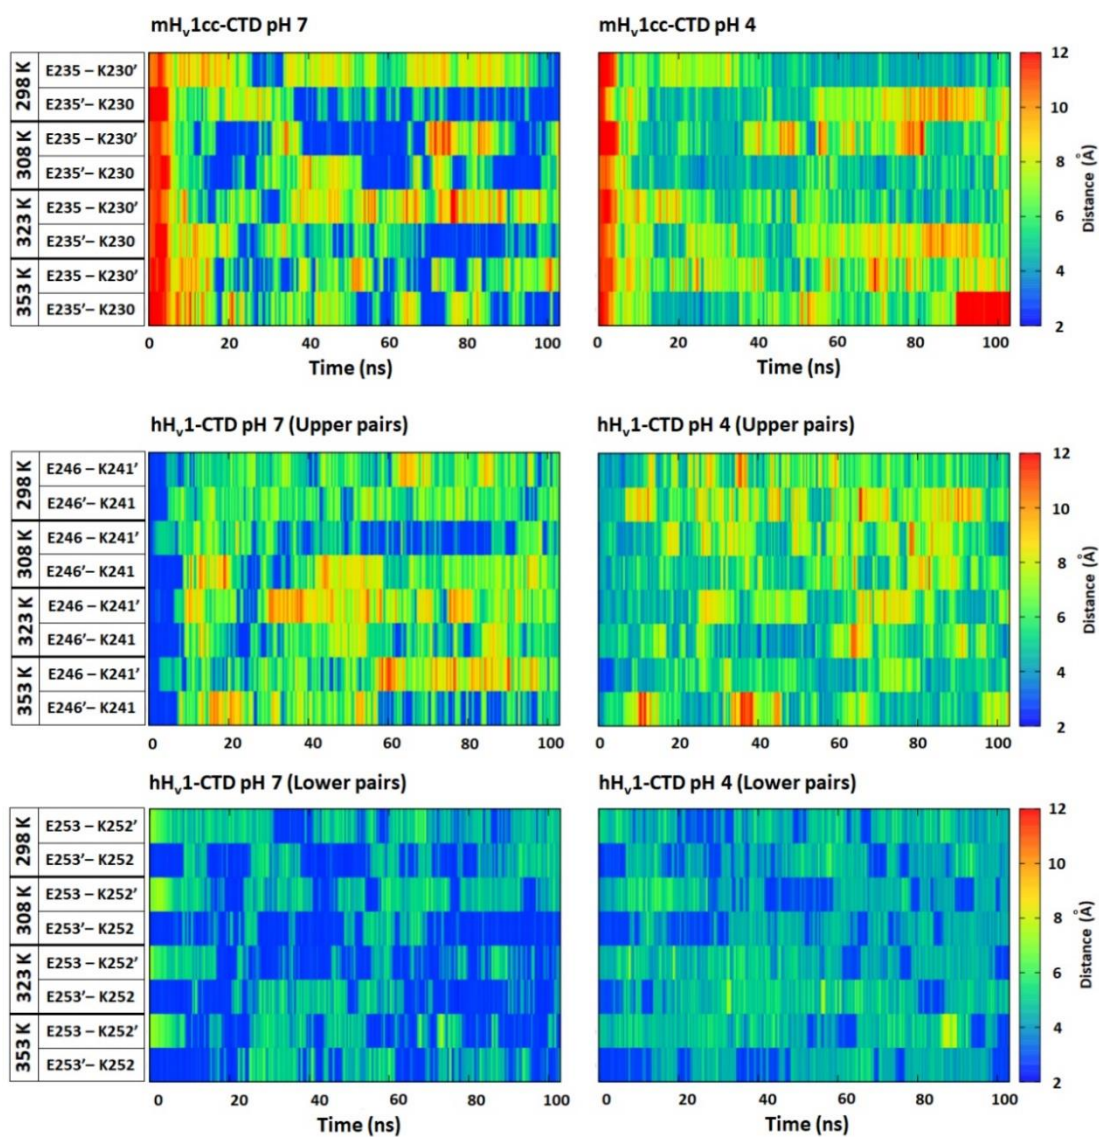 mHv1cc-CTD pH 7
mHv1cc-CTD pH 4
298 K
E235 – K230’
E235’– K230
308 K
E235 – K230’
E235’– K230
323 K
E235 – K230’
E235’– K230
353 K
E235 – K230’
E235’– K230
0 20 40 60 80 100
Time (ns)
0 20 40 60 80 100
Time (ns)
12
10
8
6
4
2
Distance (Å)
hHv1-CTD pH 7 (Upper pairs)
hHv1-CTD pH 4 (Upper pairs)
298 K
E246 – K241’
E246’– K241
308 K
E246 – K241’
E246’– K241
323 K
E246 – K241’
E246’– K241
353 K
E246 – K241’
E246’– K241
0 20 40 60 80 100
0 20 40 60 80 100
12
10
8
6
4
2
Distance (Å)
hHv1-CTD pH 7 (Lower pairs)
hHv1-CTD pH 4 (Lower pairs)
298 K
E253 – K252’
E253’– K252
308 K
E253 – K252’
E253’– K252
323 K
E253 – K252’
E253’– K252
353 K
E253 – K252’
E253’– K252
0 20 40 60 80 100
Time (ns)
0 20 40 60 80 100
Time (ns)
12
10
8
6
4
2
Distance (Å)